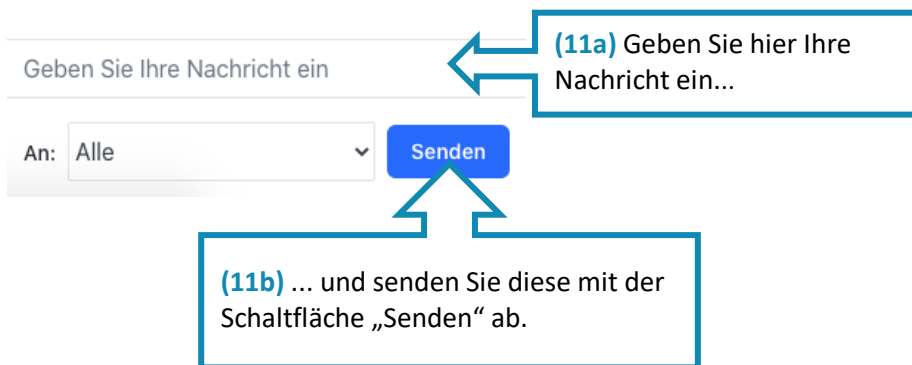 (11a) Geben Sie hier Ihre
Nachricht ein...
Geben Sie Ihre Nachricht ein
An: Alle Senden
(11b) ... und senden Sie diese mit der
Schaltfläche „Senden“ ab.